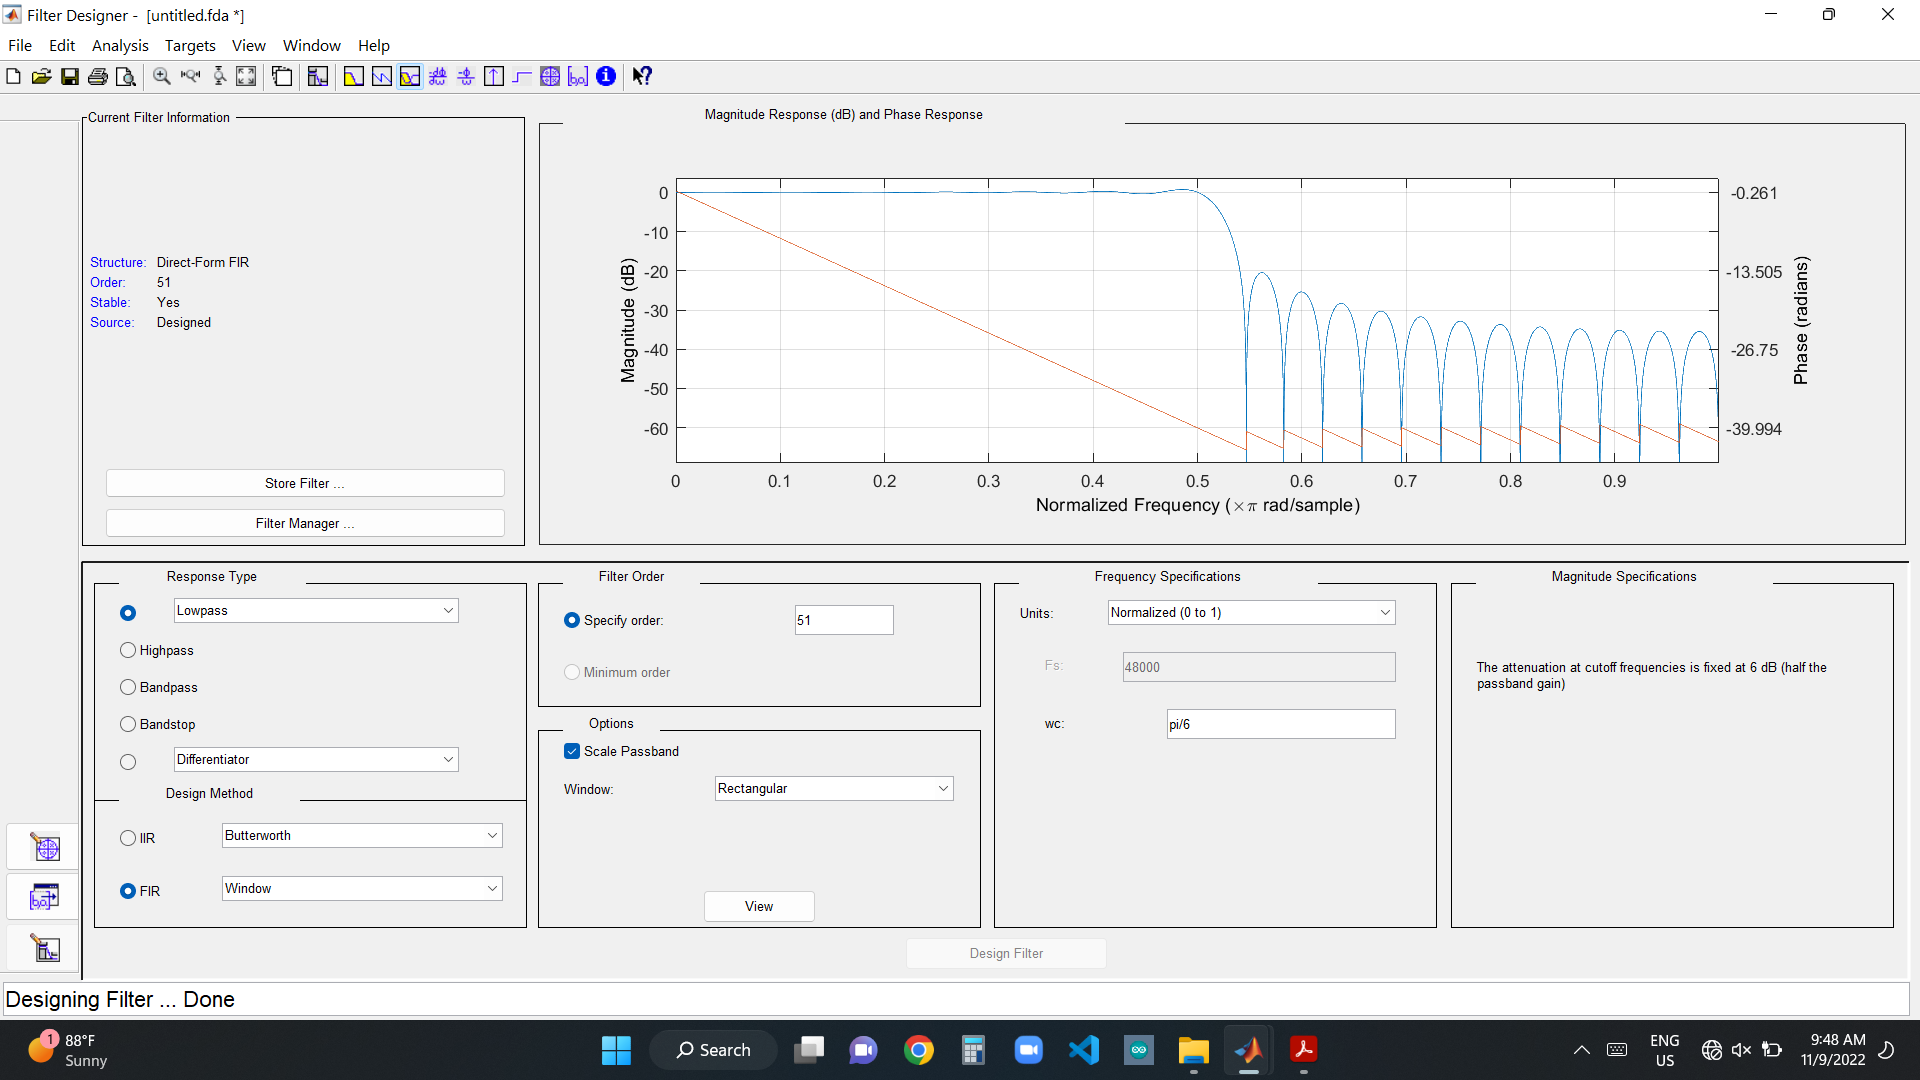 Filter Designer - [untitled.fda *]
File Edit Analysis Targets View Window Help
Current Filter Information
Structure: Direct-Form FIR
Order: 51
Stable: Yes
Source: Designed
Store Filter ...
Filter Manager ...
Magnitude Response (dB) and Phase Response
Magnitude (dB)
0
-10
-20
-30
-40
-50
-60
-0.261
-13.505
-26.75
-39.994
Phase (radians)
0 0.1 0.2 0.3 0.4 0.5 0.6 0.7 0.8 0.9
Normalized Frequency (×π rad/sample)
Response Type
Lowpass
Highpass
Bandpass
Bandstop
Differentiator
Design Method
IIR Butterworth
FIR Window
Filter Order
Specify order: 51
Minimum order
Options
Scale Passband
Window: Rectangular
View
Frequency Specifications
Units: Normalized (0 to 1)
Fs: 48000
wc: pi/6
Magnitude Specifications
The attenuation at cutoff frequencies is fixed at 6 dB (half the
passband gain)
Design Filter
Designing Filter ... Done
1
88°F
Sunny
Search
ENG
US
9:48 AM
11/9/2022